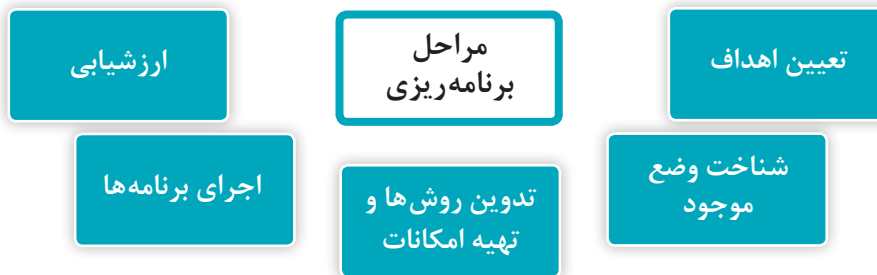 مراحل
برنامه‌ریزی
تعیین اهداف
شناخت وضع
موجود
تدوین روش‌ها و
تهیه امکانات
اجرای برنامه‌ها
ارزشیابی